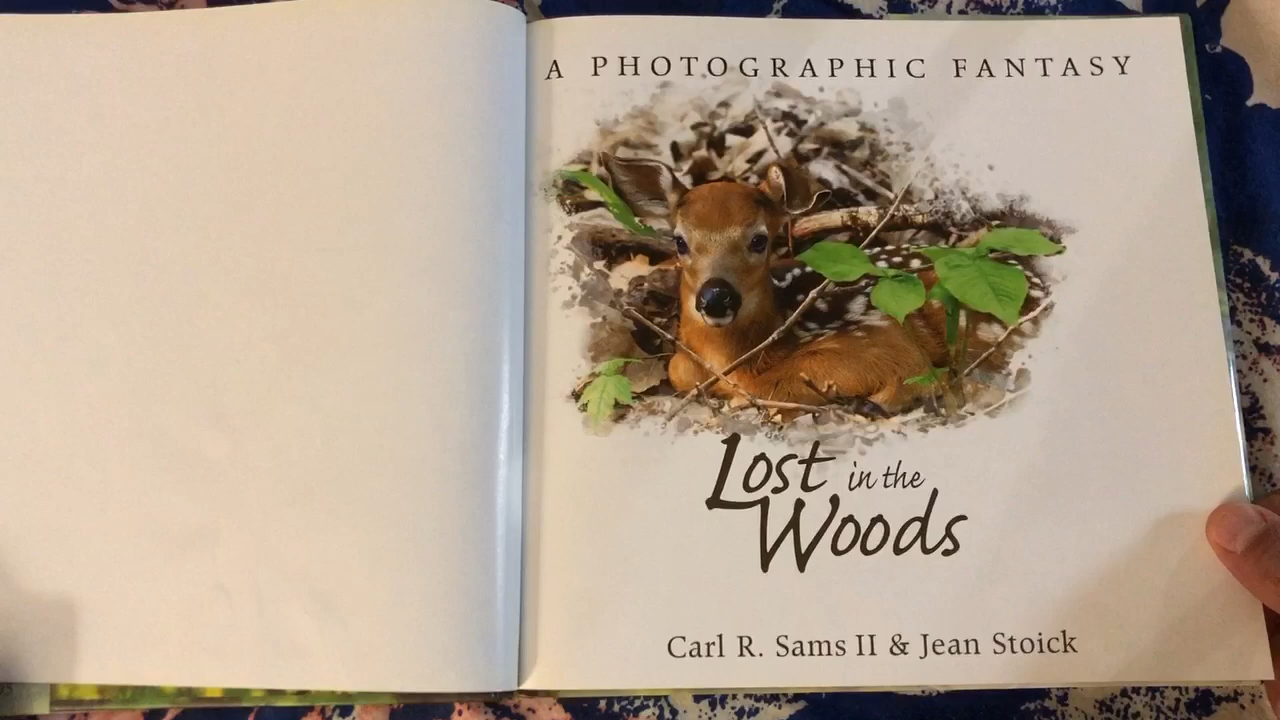 A PHOTOGRAPHIC FANTASY
Lost in the
Woods
Carl R. Sams II & Jean Stoick